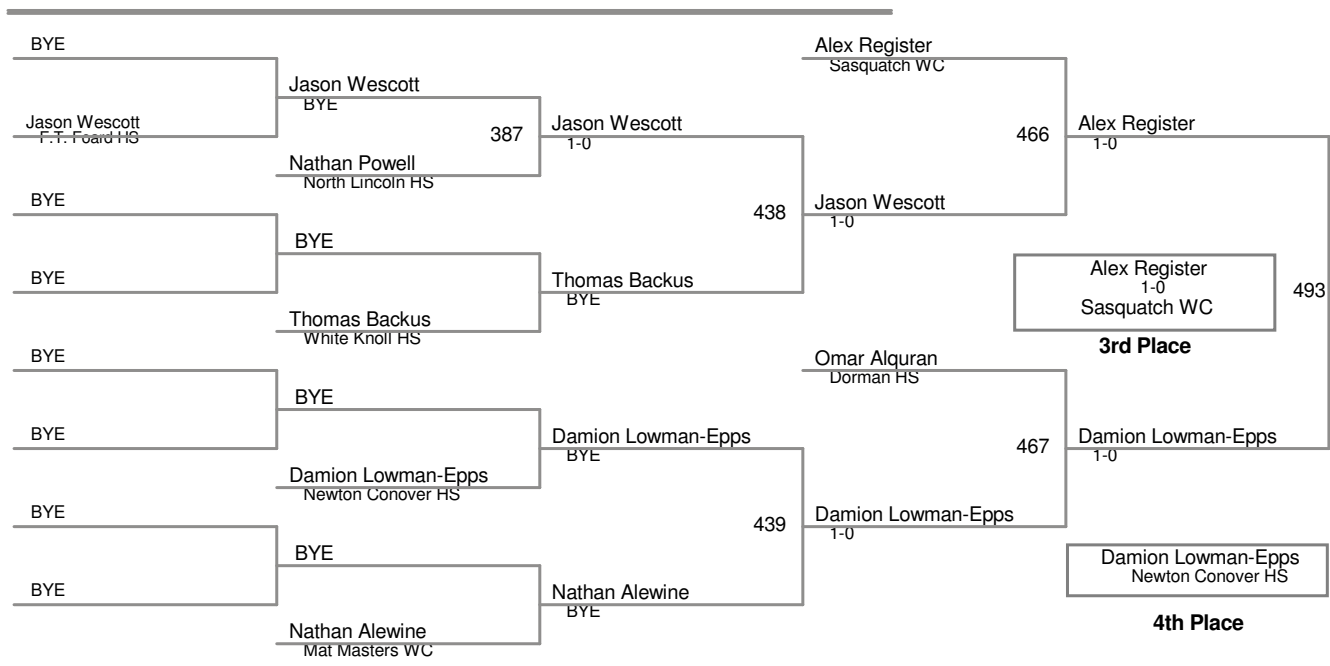 BYE
Jason Wescott
F.T. Foard HS
BYE
BYE
BYE
BYE
BYE
BYE
Jason Wescott
BYE
Nathan Powell
North Lincoln HS
BYE
Thomas Backus
White Knoll HS
BYE
Damion Lowman-Epps
Newton Conover HS
BYE
Nathan Alewine
Mat Masters WC
387
Jason Wescott
1-0
Thomas Backus
BYE
Damion Lowman-Epps
BYE
Nathan Alewine
BYE
438
439
Alex Register
Sasquatch WC
Jason Wescott
1-0
Omar Alquran
Dorman HS
Damion Lowman-Epps
1-0
466
467
Alex Register
1-0
Damion Lowman-Epps
1-0
493
Alex Register
1-0
Sasquatch WC
3rd Place
Damion Lowman-Epps
Newton Conover HS
4th Place